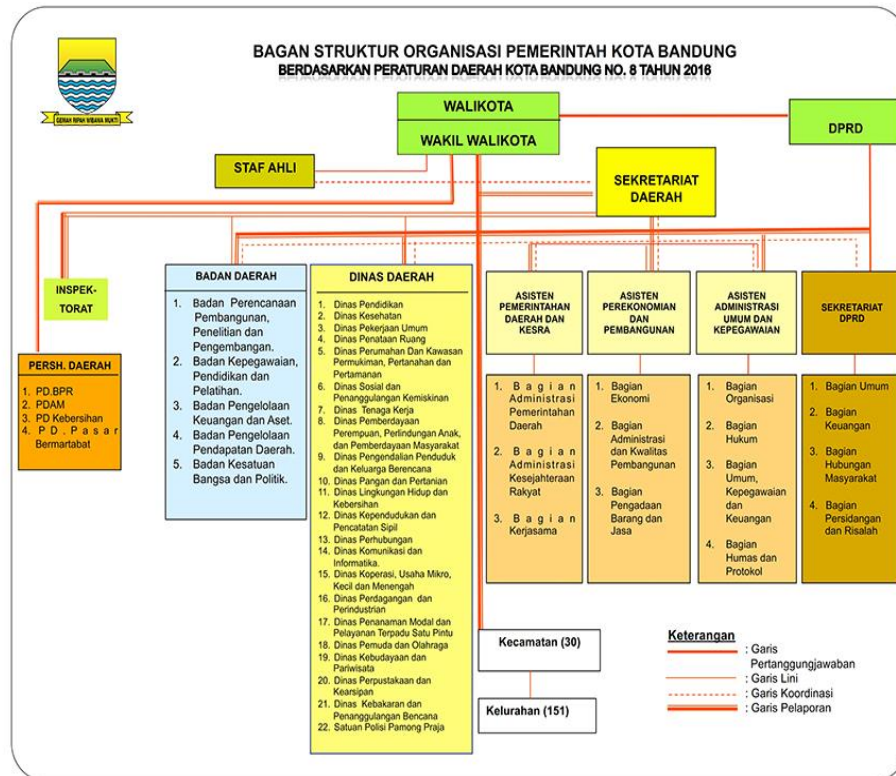 BAGAN STRUKTUR ORGANISASI PEMERINTAH KOTA BANDUNG
BERDASARKAN PERATURAN DAERAH KOTA BANDUNG NO. 8 TAHUN 2016
GEMAH RIPAH WIBAWA MUKTI
WALIKOTA
WAKIL WALIKOTA
DPRD
STAF AHLI
SEKRETARIAT
DAERAH
INSPEK-
TORAT
PERSH. DAERAH
1. PD.BPR
2. PDAM
3. PD Kebersihan
4. P D . P a s a r
Bermartabat
BADAN DAERAH
1. Badan Perencanaan
Pembangunan,
Penelitian dan
Pengembangan.
2. Badan Kepegawaian,
Pendidikan dan
Pelatihan.
3. Badan Pengelolaan
Keuangan dan Aset.
4. Badan Pengelolaan
Pendapatan Daerah.
5. Badan Kesatuan
Bangsa dan Politik.
DINAS DAERAH
1. Dinas Pendidikan
2. Dinas Kesehatan
3. Dinas Pekerjaan Umum
4. Dinas Penataan Ruang
5. Dinas Perumahan Dan Kawasan
Permukiman, Pertanahan dan
Pertamanan
6. Dinas Sosial dan
Penanggulangan Kemiskinan
7. Dinas Tenaga Kerja
8. Dinas Pemberdayaan
Perempuan, Perlindungan Anak,
dan Pemberdayaan Masyarakat
9. Dinas Pengendalian Penduduk
dan Keluarga Berencana
10. Dinas Pangan dan Pertanian
11. Dinas Lingkungan Hidup dan
Kebersihan
12. Dinas Kependudukan dan
Pencatatan Sipil
13. Dinas Perhubungan
14. Dinas Komunikasi dan
Informatika.
15. Dinas Koperasi, Usaha Mikro,
Kecil dan Menengah
16. Dinas Perdagangan dan
Perindustrian
17. Dinas Penanaman Modal dan
Pelayanan Terpadu Satu Pintu
18. Dinas Pemuda dan Olahraga
19. Dinas Kebudayaan dan
Pariwisata
20. Dinas Perpustakaan dan
Kearsipan
21. Dinas Kebakaran dan
Penanggulangan Bencana
22. Satuan Polisi Pamong Praja
ASISTEN
PEMERINTAHAN
DAERAH DAN
KESRA
1. B a g i a n
Administrasi
Pemerintahan
Daerah
2. B a g i a n
Administrasi
Kesejahteraan
Rakyat
3. B a g i a n
Kerjasama
ASISTEN
PEREKONOMIAN
DAN
PEMBANGUNAN
1. Bagian
Ekonomi
2. Bagian
Administrasi
dan Kwalitas
Pembangunan
3. Bagian
Pengadaan
Barang dan
Jasa
ASISTEN
ADMINISTRASI
UMUM DAN
KEPEGAWAIAN
1. Bagian
Organisasi
2. Bagian
Hukum
3. Bagian
Umum,
Kepegawaian
dan
Keuangan
4. Bagian
Humas dan
Protokol
SEKRETARIAT
DPRD
1. Bagian Umum
2. Bagian
Keuangan
3. Bagian
Hubungan
Masyarakat
4. Bagian
Persidangan
dan Risalah
Kecamatan (30)
Kelurahan (151)
Keterangan
: Garis
Pertanggungjawaban
: Garis Lini
: Garis Koordinasi
: Garis Pelaporan